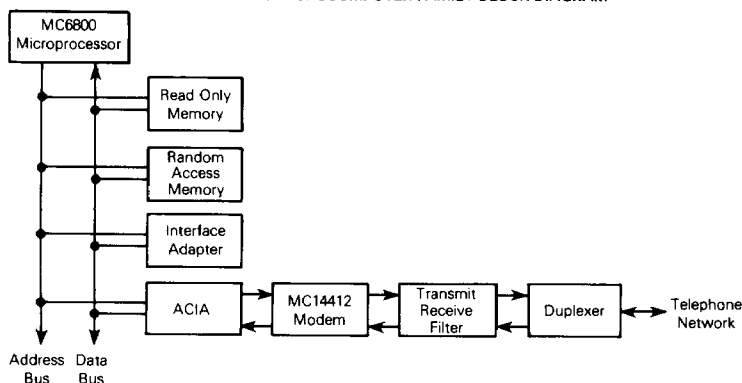 MC6800
Microprocessor
Read Only
Memory
Random
Access
Memory
Interface
Adapter
ACIA
MC14412
Modem
Transmit
Receive
Filter
Duplexer
Telephone
Network
Address
Bus
Data
Bus